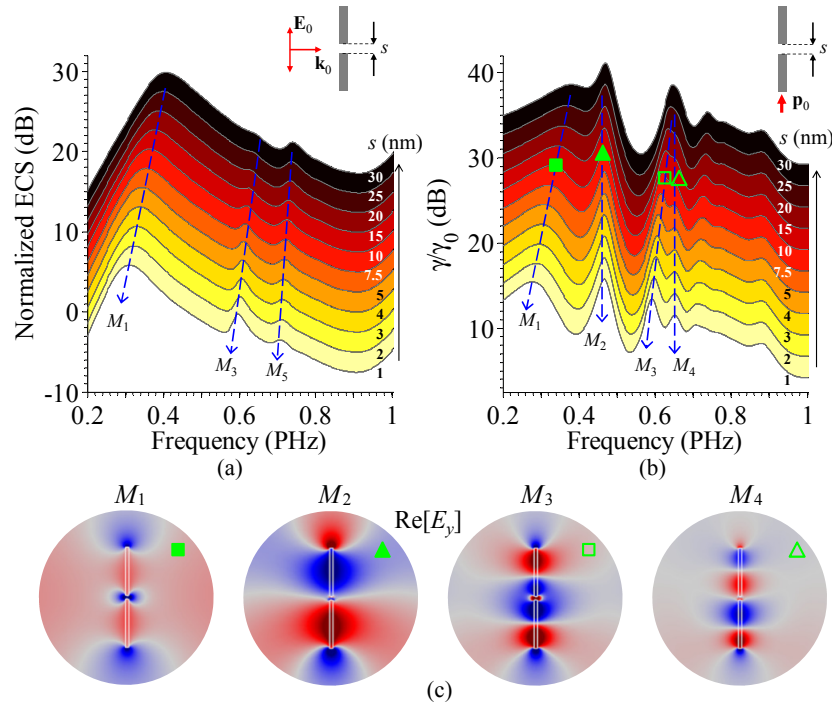 E₀
k₀
s
30
20
10
0
-10
Normalized ECS (dB)
s (nm)
30
25
20
15
10
7.5
5
4
3
2
1
M₁
M₃
M₅
0.2 0.4 0.6 0.8 1
Frequency (PHz)
(a)
s
p₀
40
30
20
10
γ/γ₀ (dB)
s (nm)
30
25
20
15
10
7.5
5
4
3
2
1
M₁
M₂
M₃
M₄
0.2 0.4 0.6 0.8 1
Frequency (PHz)
(b)
M₁ M₂ M₃ M₄
Re[Eᵧ]
(c)